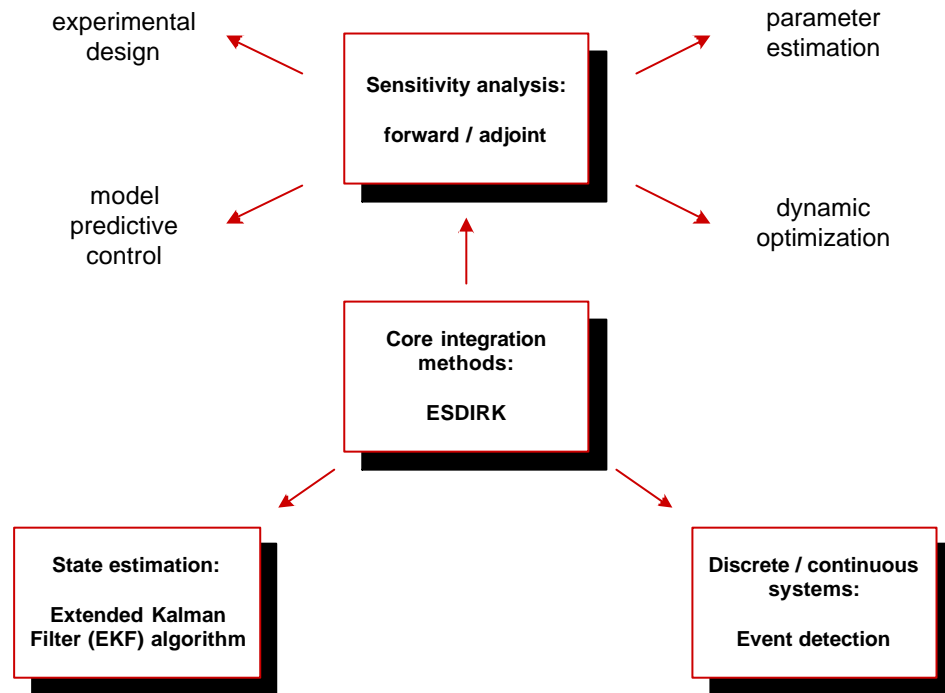 experimental
design
parameter
estimation
Sensitivity analysis:
forward / adjoint
model
predictive
control
dynamic
optimization
Core integration
methods:
ESDIRK
State estimation:
Extended Kalman
Filter (EKF) algorithm
Discrete / continuous
systems:
Event detection